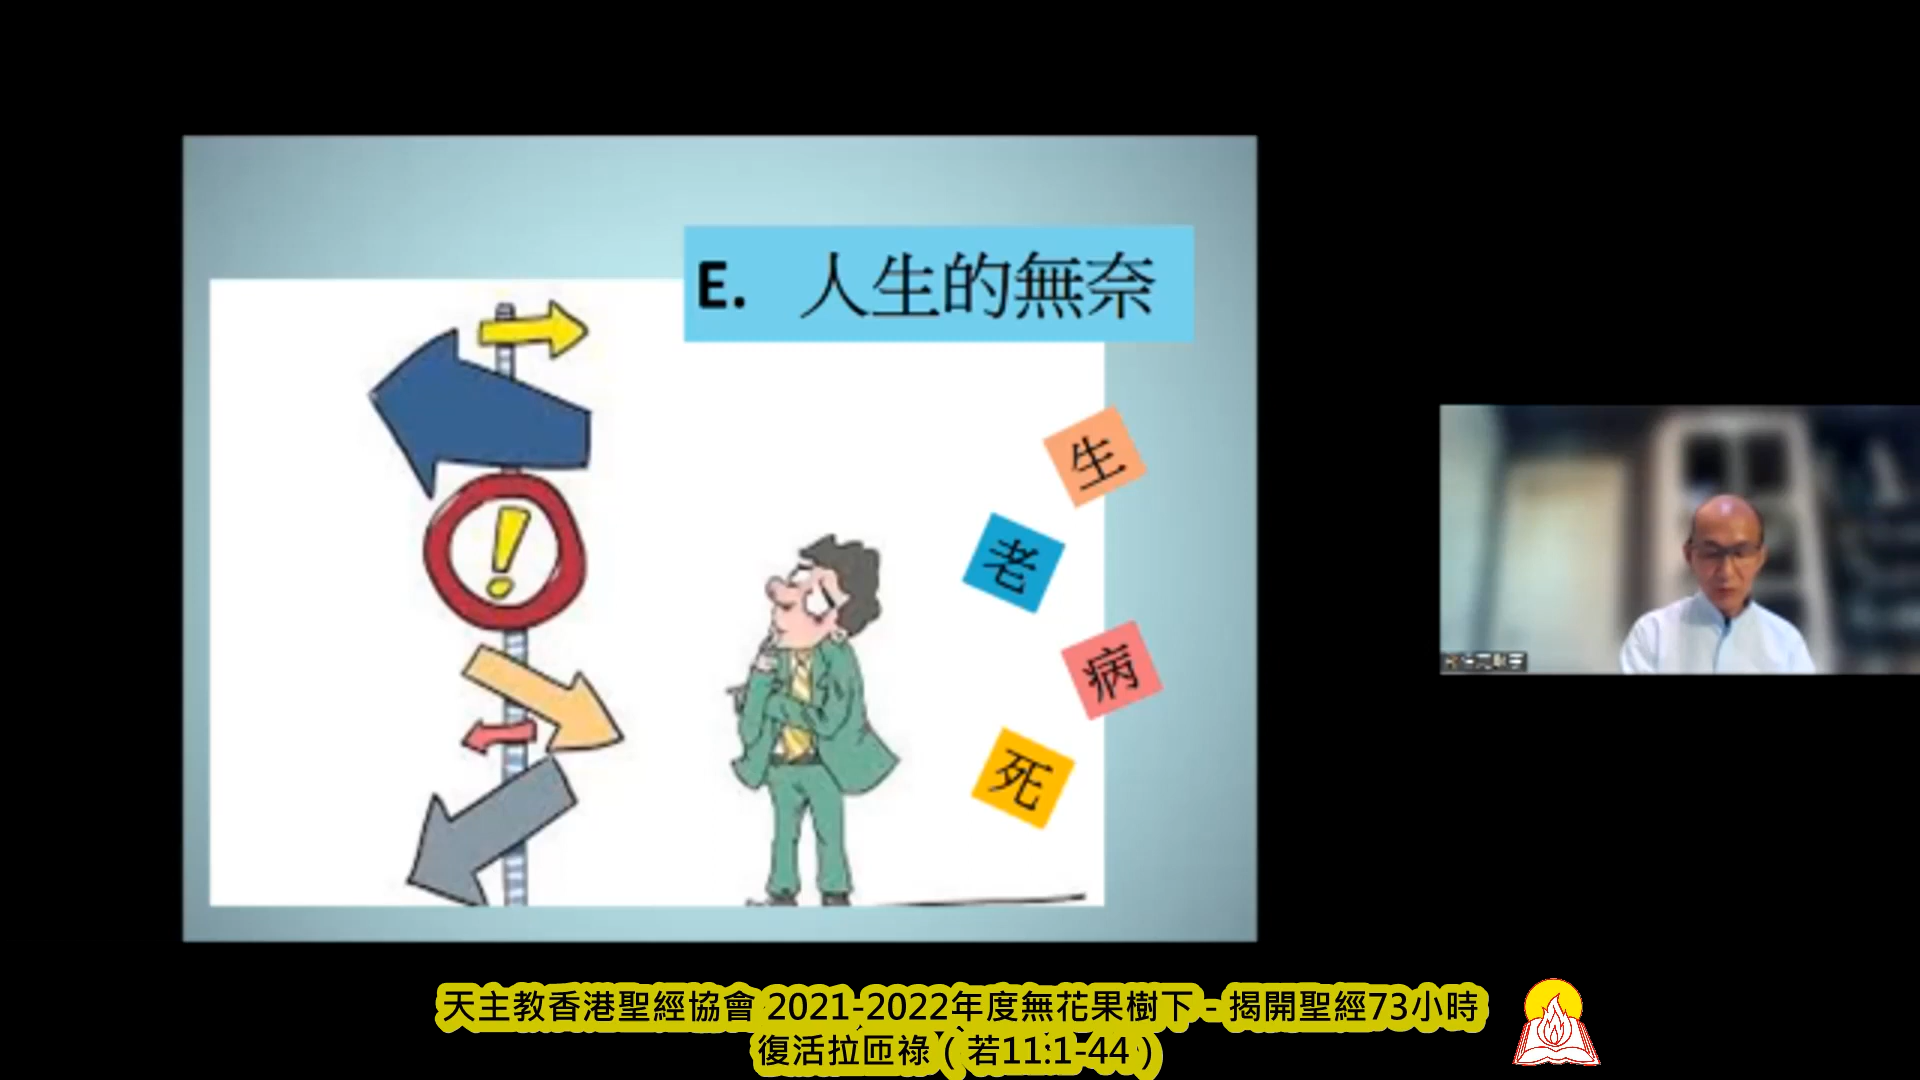 E. 人生的無奈
生
老
病
死
天主教香港聖經協會 2021-2022年度無花果樹下 - 揭開聖經73小時
復活拉匝祿（若11:1-44）